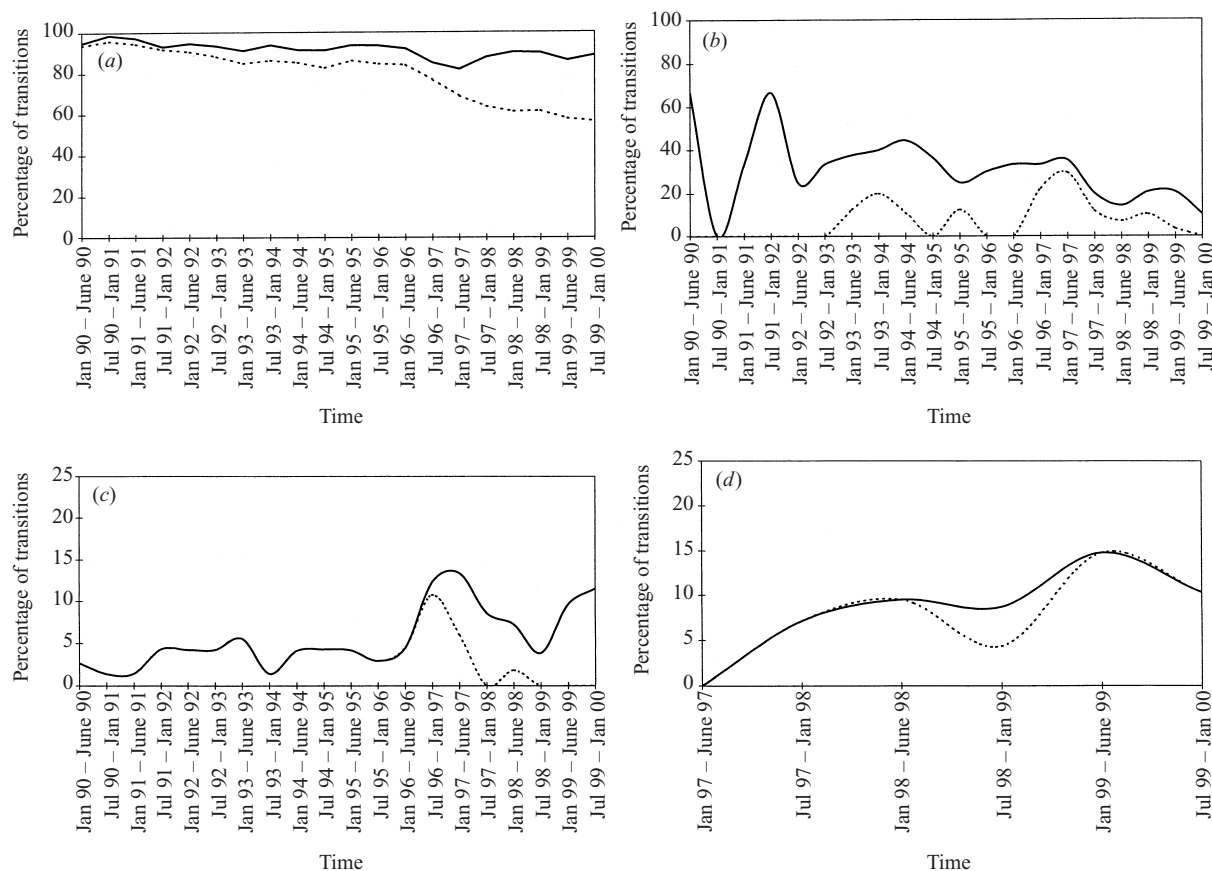 (a)
Percentage of transitions
100
80
60
40
20
0
Jan 90 – June 90
Jul 90 – Jan 91
Jan 91 – June 91
Jul 91 – Jan 92
Jan 92 – June 92
Jul 92 – Jan 93
Jan 93 – June 93
Jul 93 – Jan 94
Jan 94 – June 94
Jul 94 – Jan 95
Jan 95 – June 95
Jul 95 – Jan 96
Jan 96 – June 96
Jul 96 – Jan 97
Jan 97 – June 97
Jul 97 – Jan 98
Jan 98 – June 98
Jul 98 – Jan 99
Jan 99 – June 99
Jul 99 – Jan 00
Time
(b)
Percentage of transitions
100
80
60
40
20
0
Jan 90 – June 90
Jul 90 – Jan 91
Jan 91 – June 91
Jul 91 – Jan 92
Jan 92 – June 92
Jul 92 – Jan 93
Jan 93 – June 93
Jul 93 – Jan 94
Jan 94 – June 94
Jul 94 – Jan 95
Jan 95 – June 95
Jul 95 – Jan 96
Jan 96 – June 96
Jul 96 – Jan 97
Jan 97 – June 97
Jul 97 – Jan 98
Jan 98 – June 98
Jul 98 – Jan 99
Jan 99 – June 99
Jul 99 – Jan 00
Time
(c)
Percentage of transitions
25
20
15
10
5
0
Jan 90 – June 90
Jul 90 – Jan 91
Jan 91 – June 91
Jul 91 – Jan 92
Jan 92 – June 92
Jul 92 – Jan 93
Jan 93 – June 93
Jul 93 – Jan 94
Jan 94 – June 94
Jul 94 – Jan 95
Jan 95 – June 95
Jul 95 – Jan 96
Jan 96 – June 96
Jul 96 – Jan 97
Jan 97 – June 97
Jul 97 – Jan 98
Jan 98 – June 98
Jul 98 – Jan 99
Jan 99 – June 99
Jul 99 – Jan 00
Time
(d)
Percentage of transitions
25
20
15
10
5
0
Jan 97 – June 97
Jul 97 – Jan 98
Jan 98 – June 98
Jul 98 – Jan 99
Jan 99 – June 99
Jul 99 – Jan 00
Time